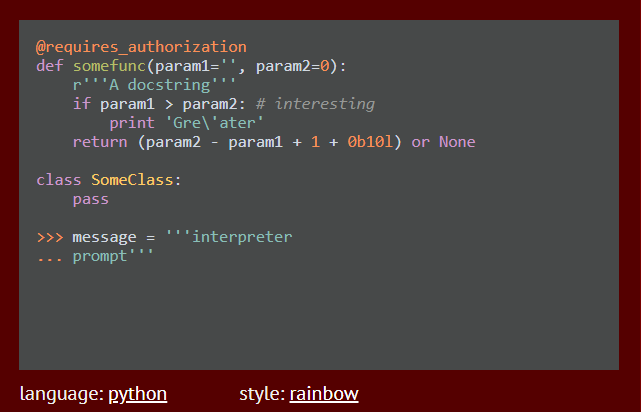 @requires_authorization
def somefunc(param1='', param2=0):
    r'''A docstring'''
    if param1 > param2: # interesting
        print 'Gre\'ater'
    return (param2 - param1 + 1 + 0b10l) or None

class SomeClass:
    pass

>>> message = '''interpreter
... prompt'''
language: python style: rainbow